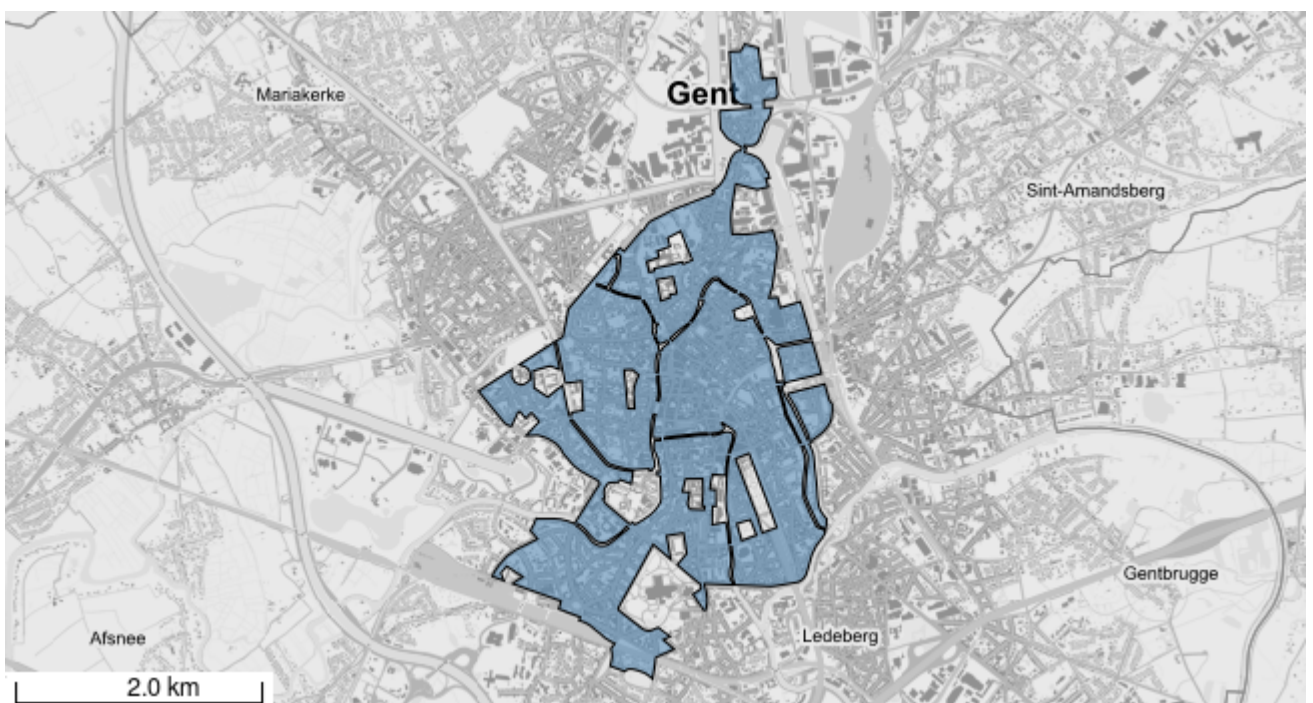 Gent
Mariakerke
Sint-Amandsberg
Gentbrugge
Afsnee
Ledeberg
2.0 km